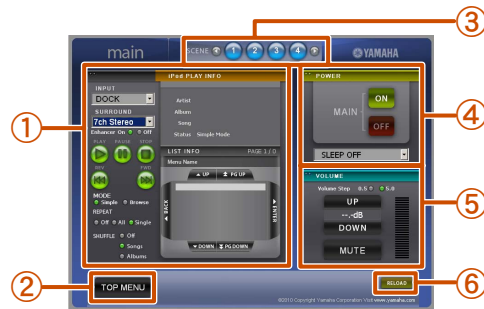 ③
main
SCENE
1
2
3
4
YAMAHA
①
INPUT
DOCK
SURROUND
7ch Stereo
Enhancer On Off
PLAY PAUSE STOP
REV FWD
MODE
Simple Browse
REPEAT
Off All Single
SHUFFLE Off
Songs
Albums
iPod PLAY INFO
Artist
Album
Song
Status Simple Mode
LIST INFO PAGE 1 / 0
Menu Name
UP PG UP
BACK
ENTER
DOWN PG DOWN
POWER
MAIN
ON
OFF
SLEEP OFF
④
VOLUME
Volume Step 0.5 5.0
UP
--.-dB
DOWN
MUTE
⑤
②
TOP MENU
RELOAD
⑥
©2010 Copyright Yamaha Corporation Visit www.yamaha.com